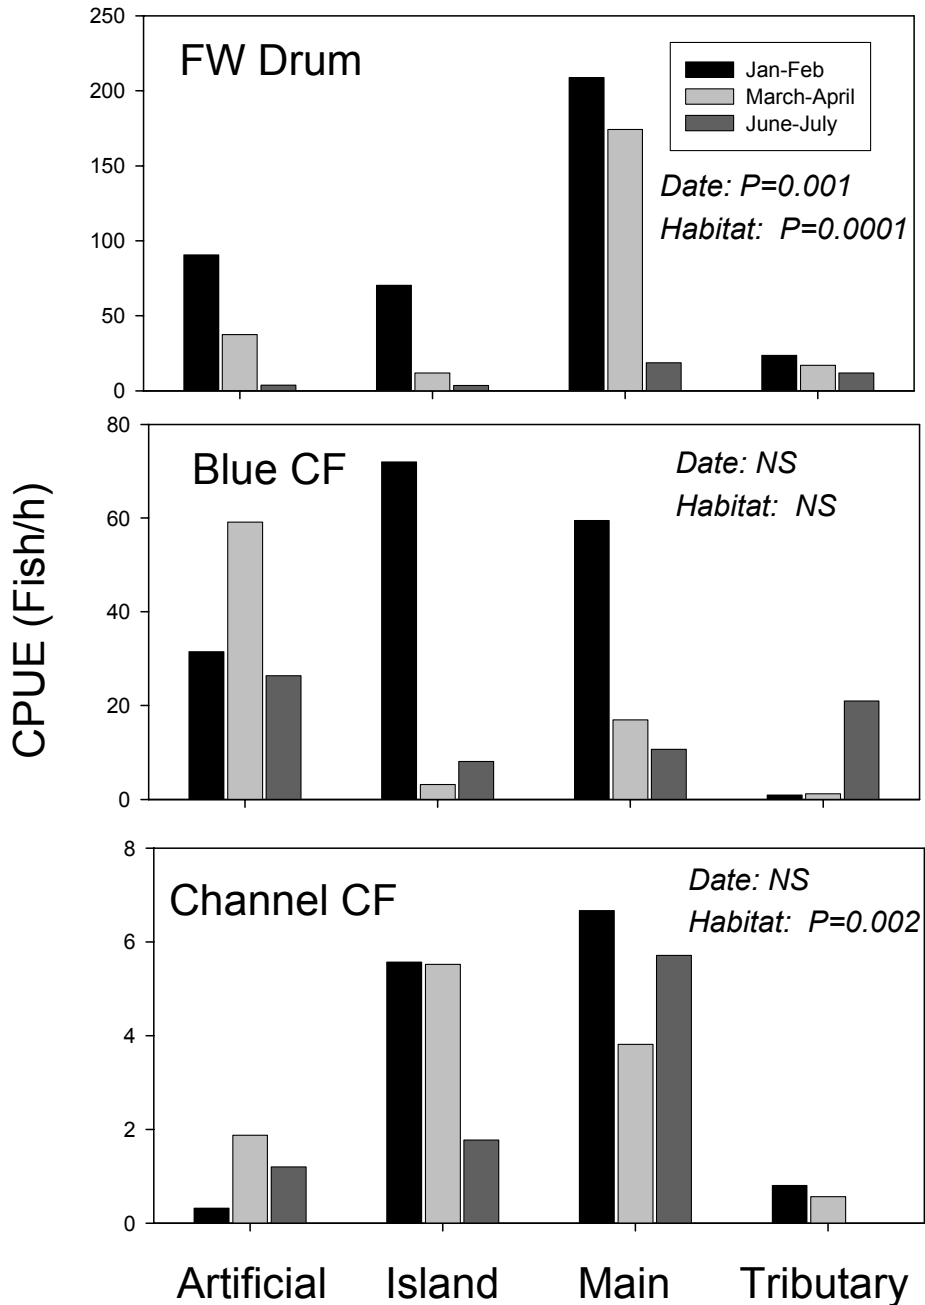 250
FW Drum
Jan-Feb
200
March-April
June-July
150
Date: P=0.001
Habitat: P=0.0001
100
50
0
80
Blue CF
Date: NS
Habitat: NS
60
40
20
0
CPUE (Fish/h)
8
Channel CF
Date: NS
Habitat: P=0.002
6
4
2
0
Artificial Island Main Tributary